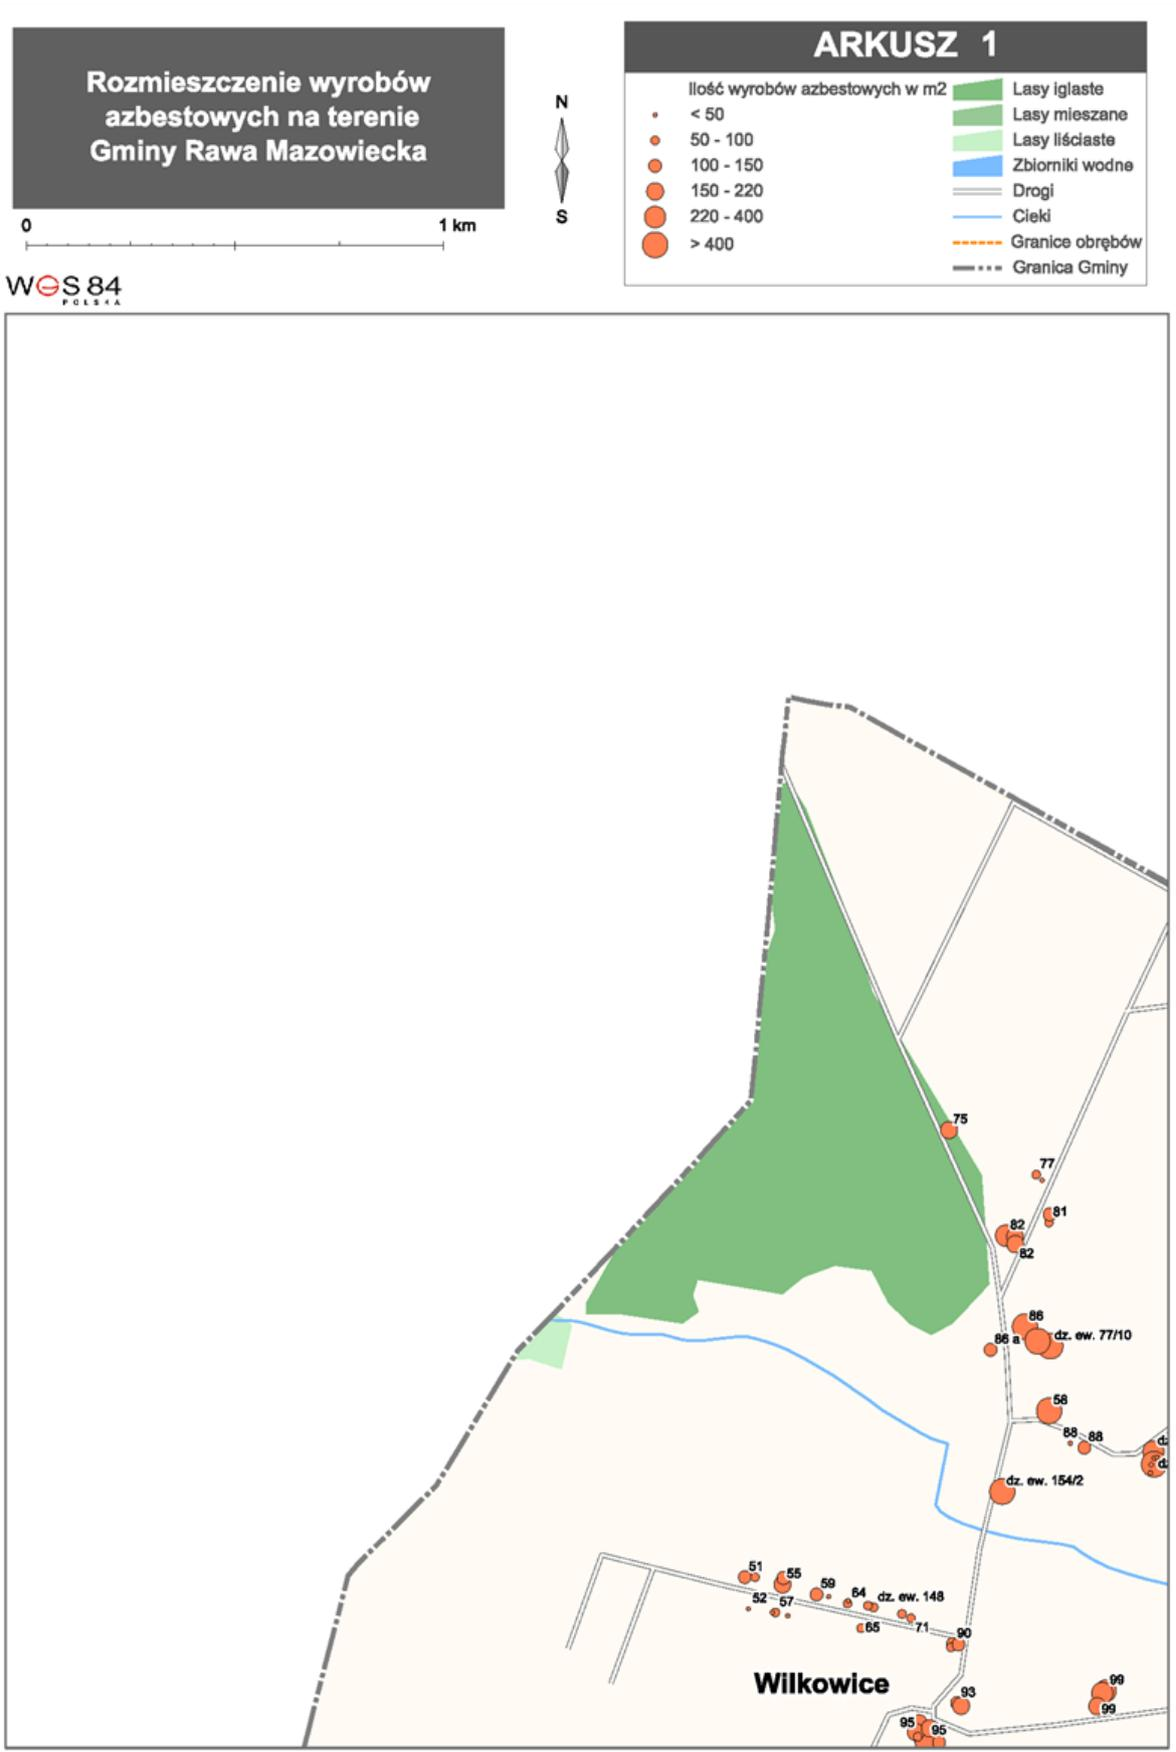 Rozmieszczenie wyrobów
azbestowych na terenie
Gminy Rawa Mazowiecka
0 1 km
WGS 84
POLSKA
N
S
ARKUSZ 1
Ilość wyrobów azbestowych w m2
< 50
50 - 100
100 - 150
150 - 220
220 - 400
> 400
Lasy iglaste
Lasy mieszane
Lasy liściaste
Zbiorniki wodne
Drogi
Cieki
Granice obrębów
Granica Gminy
75
77
81
82
82
86
86 a
dz. ew. 77/10
58
88
88
dz. ew. 154/2
51
55
52
57
59
64
dz. ew. 148
65
71
90
Wilkowice
93
99
99
95
95